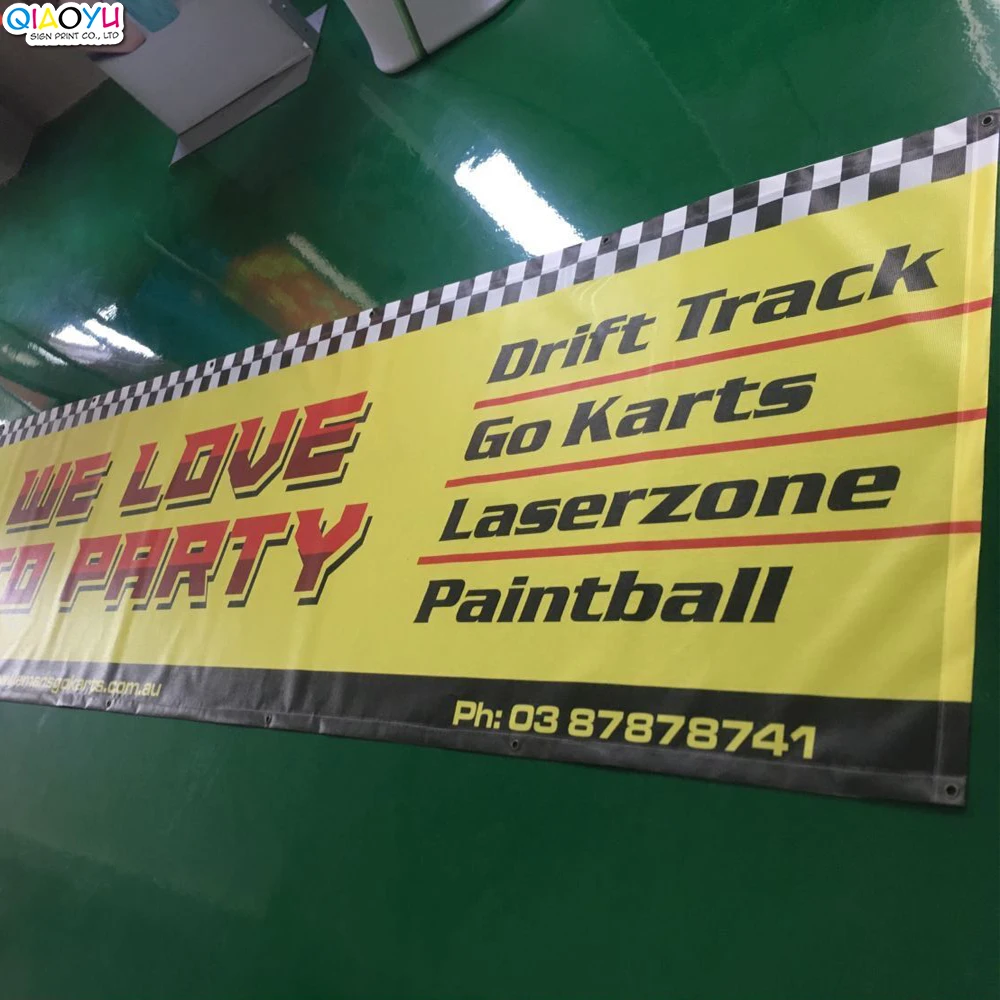 QIAOYU
SIGN PRINT CO., LTD
WE LOVE
TO PARTY
Drift Track
Go Karts
Laserzone
Paintball
Ph: 03 87878741